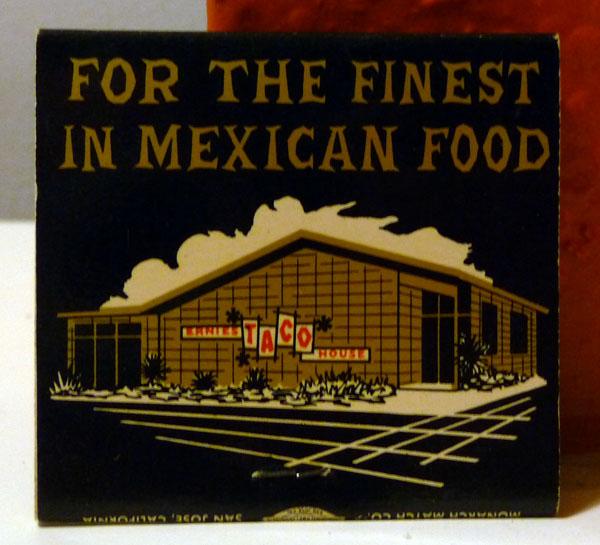 FOR THE FINEST
IN MEXICAN FOOD
ERNIES TACO HOUSE
MONARCH MATCH CO., SAN JOSE, CALIFORNIA